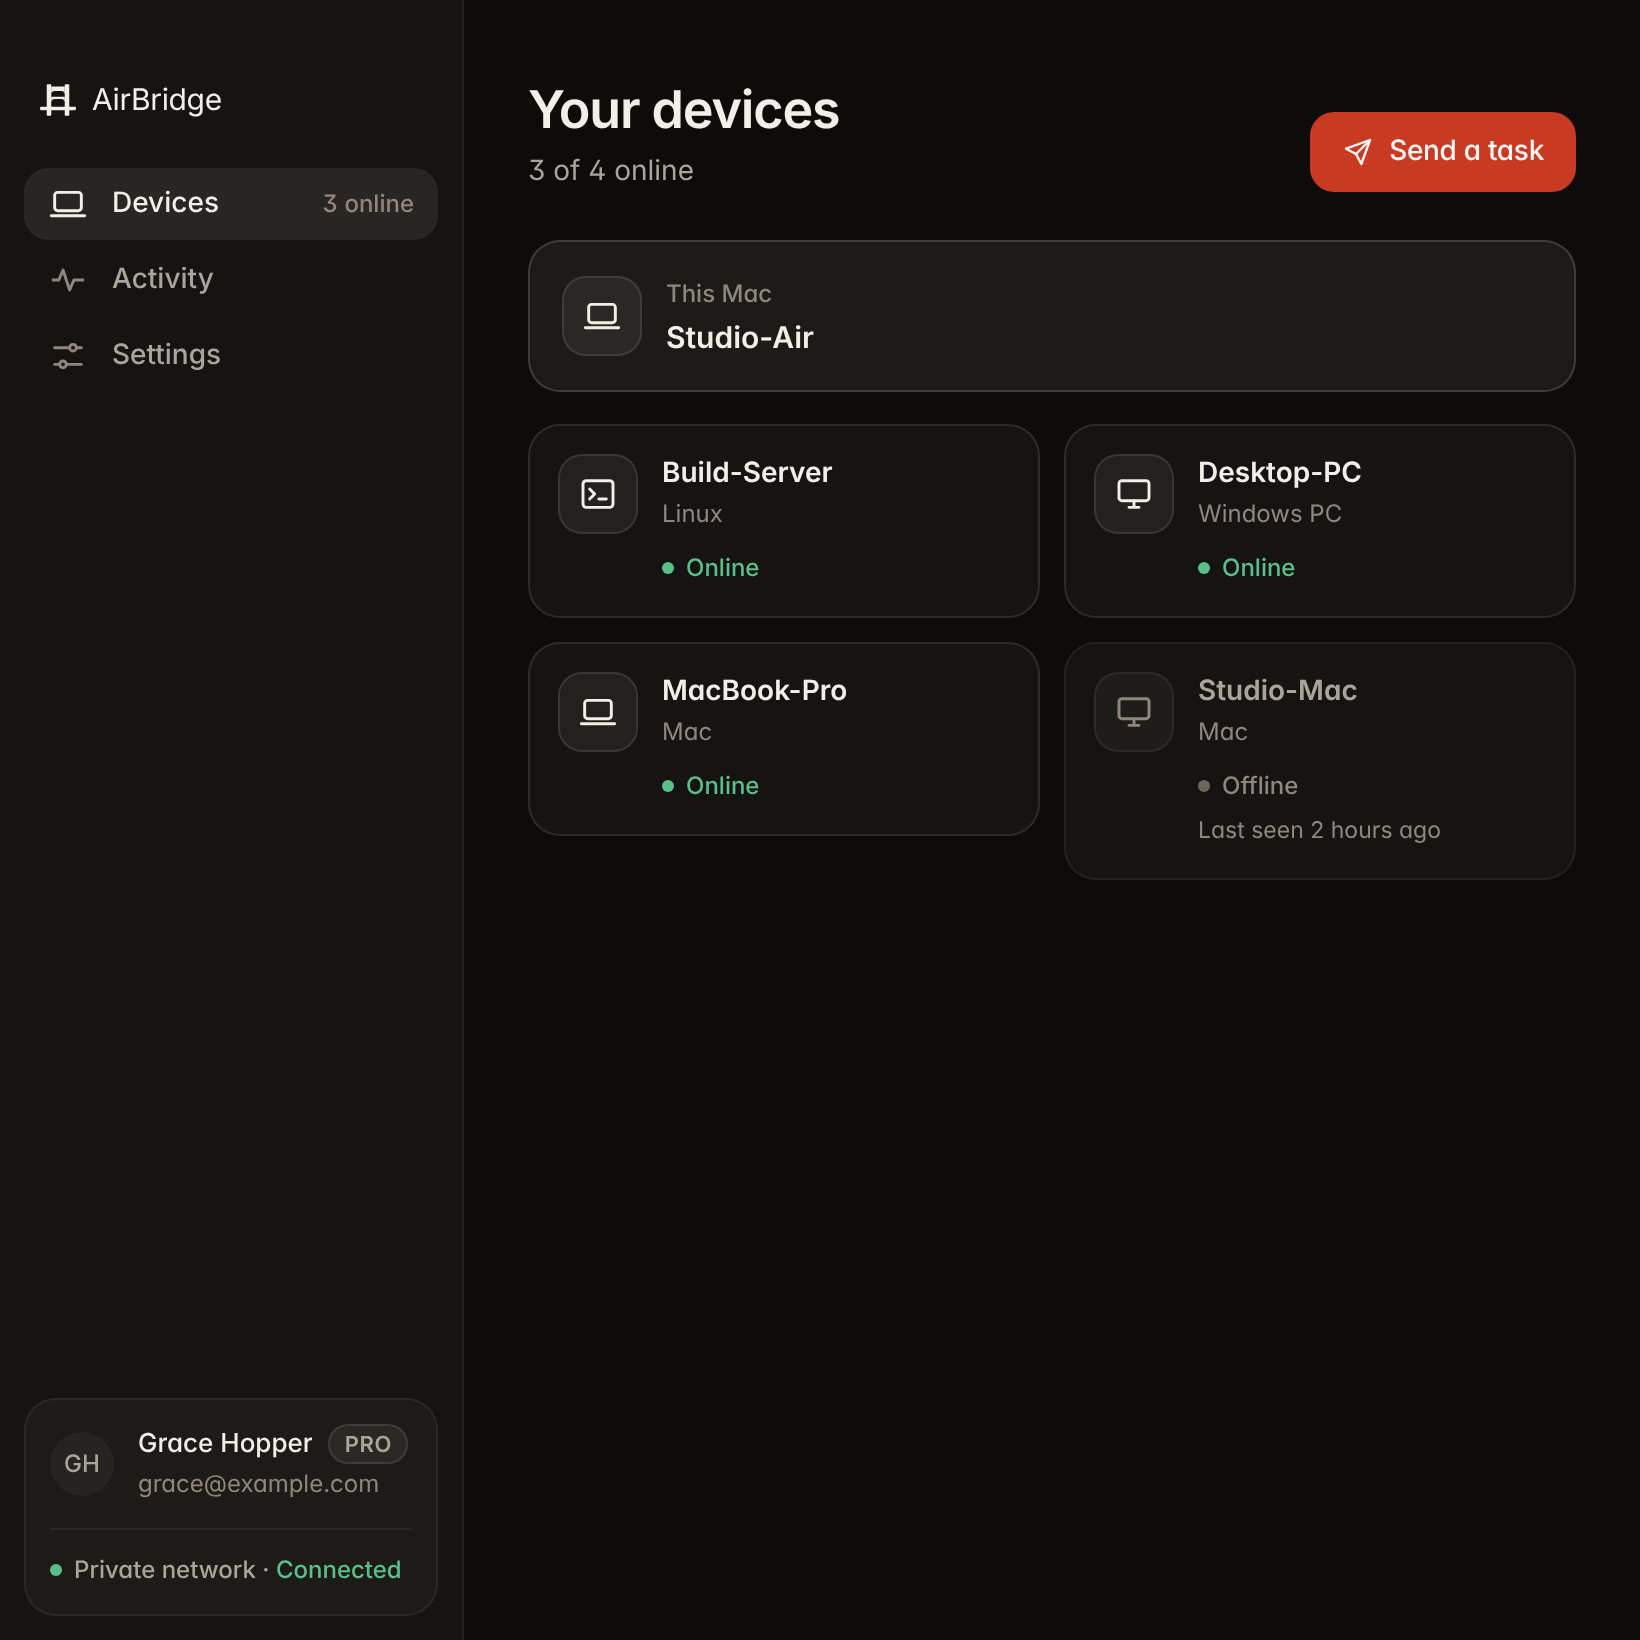 AirBridge
Devices
3 online
Activity
Settings
Your devices
3 of 4 online
Send a task
This Mac
Studio-Air
Build-Server
Linux
Online
Desktop-PC
Windows PC
Online
MacBook-Pro
Mac
Online
Studio-Mac
Mac
Offline
Last seen 2 hours ago
GH
Grace Hopper
PRO
grace@example.com
Private network · Connected